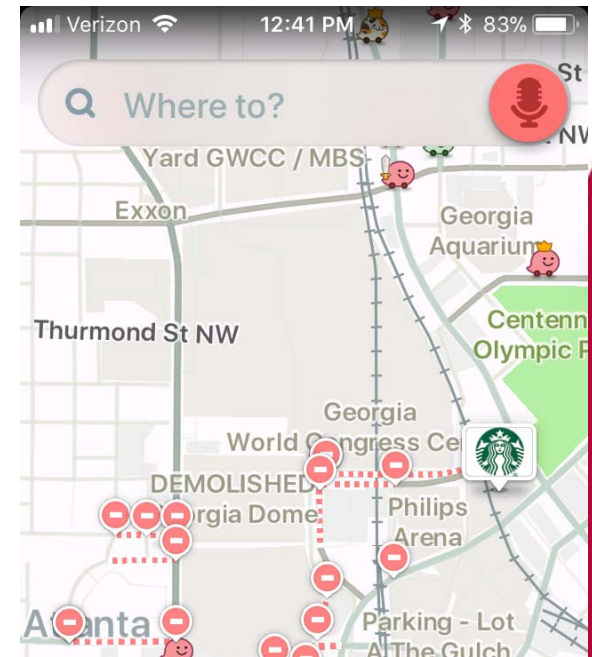 Verizon 12:41 PM 83%
Where to?
St
NW
Yard GWCC / MBS
Exxon
Georgia
Aquarium
Thurmond St NW
Centenn
Olympic
Georgia
World Congress Ce
DEMOLISHED
rgia Dome
Philips
Arena
Atlanta
Parking - Lot
A The Gulch